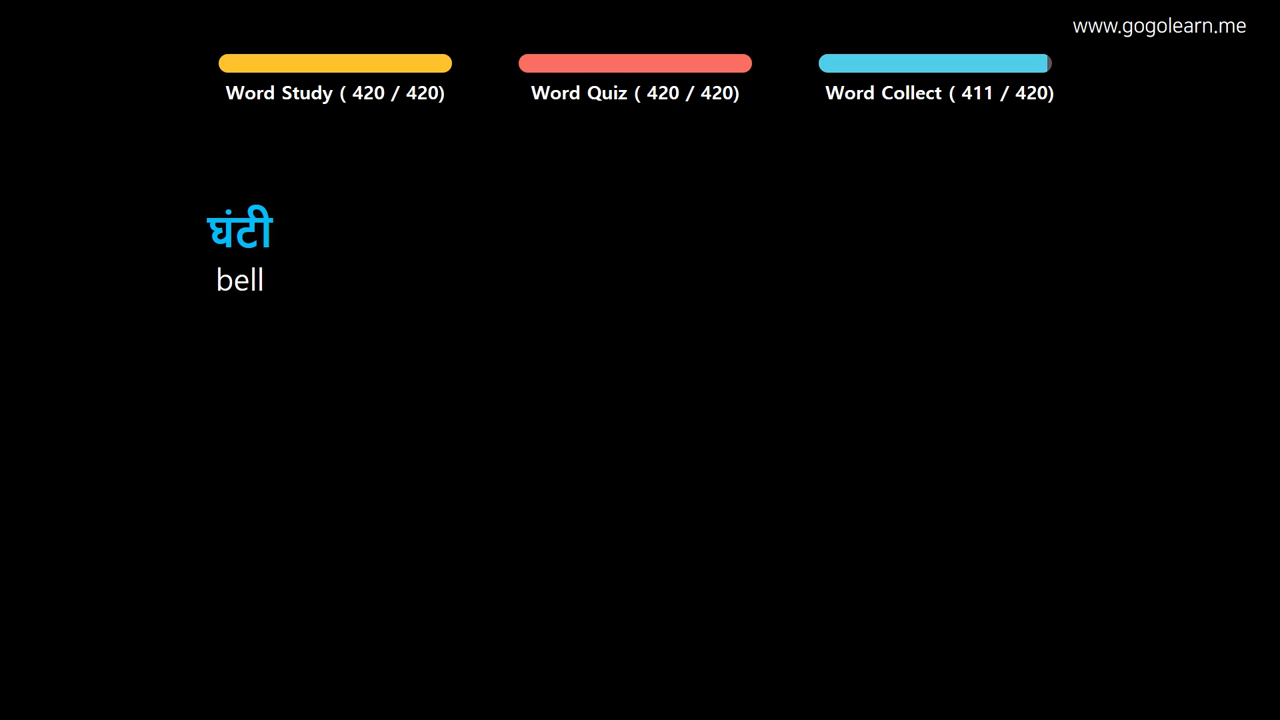 www.gogolearn.me
Word Study ( 420 / 420)
Word Quiz ( 420 / 420)
Word Collect ( 411 / 420)
घंटी
bell